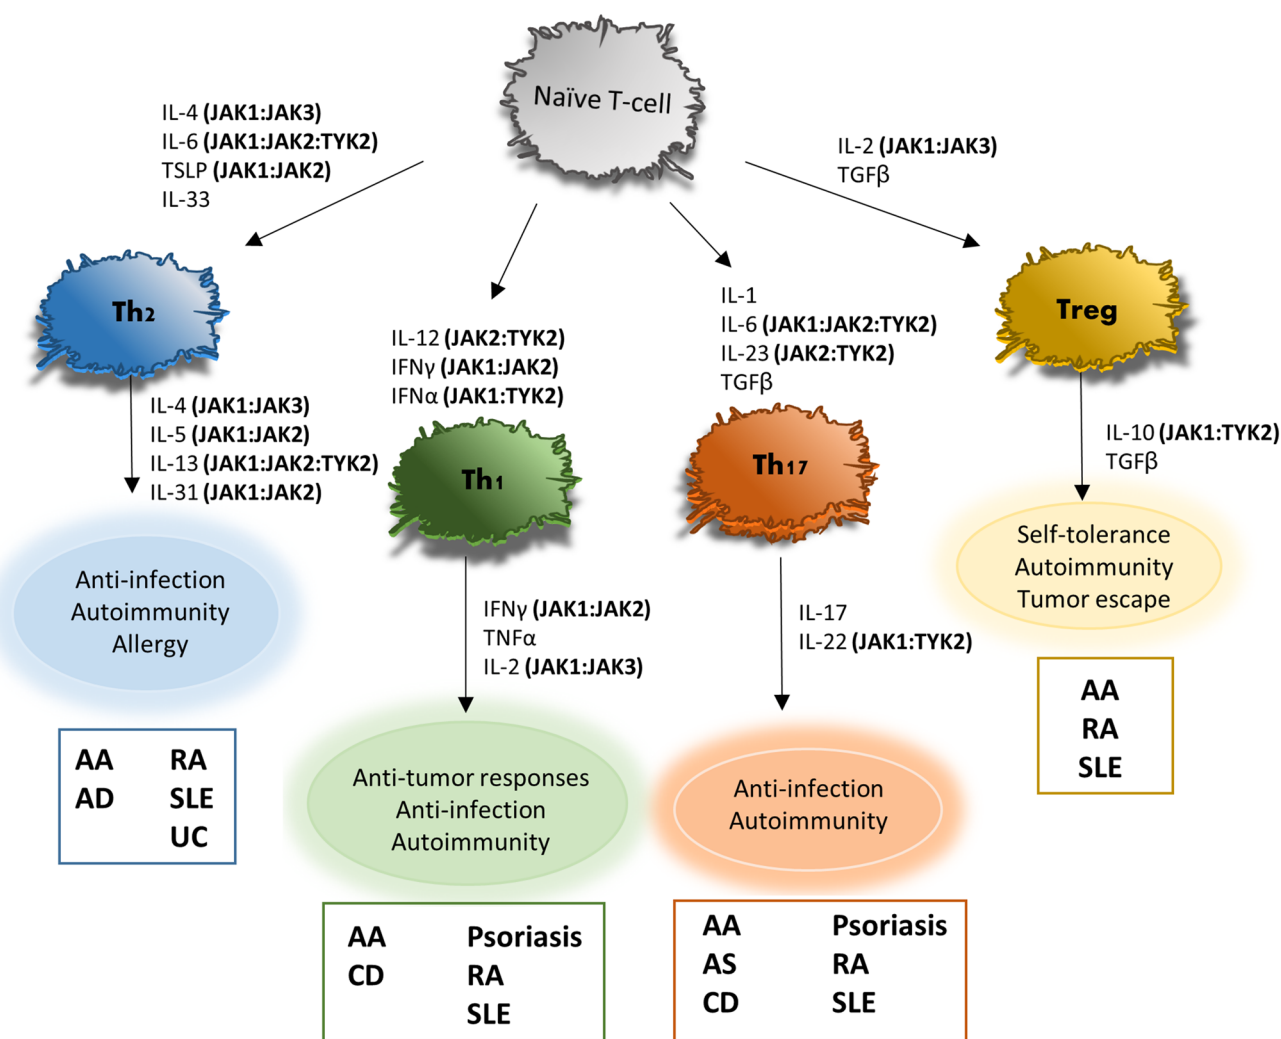 Naïve T-cell
IL-4 (JAK1:JAK3)
IL-6 (JAK1:JAK2:TYK2)
TSLP (JAK1:JAK2)
IL-33
IL-2 (JAK1:JAK3)
TGFβ
Th2
IL-4 (JAK1:JAK3)
IL-5 (JAK1:JAK2)
IL-13 (JAK1:JAK2:TYK2)
IL-31 (JAK1:JAK2)
Anti-infection
Autoimmunity
Allergy
AA RA
AD SLE
UC
IL-12 (JAK2:TYK2)
IFNγ (JAK1:JAK2)
IFNα (JAK1:TYK2)
Th1
IFNγ (JAK1:JAK2)
TNFα
IL-2 (JAK1:JAK3)
Anti-tumor responses
Anti-infection
Autoimmunity
AA Psoriasis
CD RA
SLE
IL-1
IL-6 (JAK1:JAK2:TYK2)
IL-23 (JAK2:TYK2)
TGFβ
Th17
IL-17
IL-22 (JAK1:TYK2)
Anti-infection
Autoimmunity
AA Psoriasis
AS RA
CD SLE
Treg
IL-10 (JAK1:TYK2)
TGFβ
Self-tolerance
Autoimmunity
Tumor escape
AA
RA
SLE